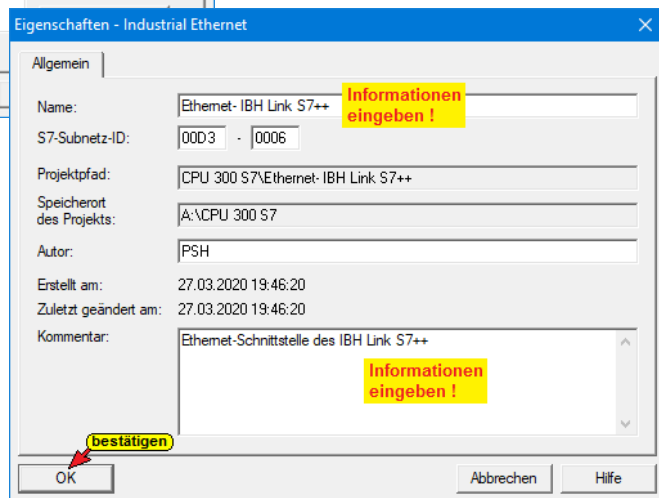 Eigenschaften - Industrial Ethernet
Allgemein
Name:
Ethernet- IBH Link S7++
Informationen
eingeben !
S7-Subnetz-ID:
00D3 - 0006
Projektpfad:
CPU 300 S7\Ethernet- IBH Link S7++
Speicherort
des Projekts:
A:\CPU 300 S7
Autor:
PSH
Erstellt am:
27.03.2020 19:46:20
Zuletzt geändert am:
27.03.2020 19:46:20
Kommentar:
Ethernet-Schnittstelle des IBH Link S7++
Informationen
eingeben !
bestätigen
OK
Abbrechen
Hilfe